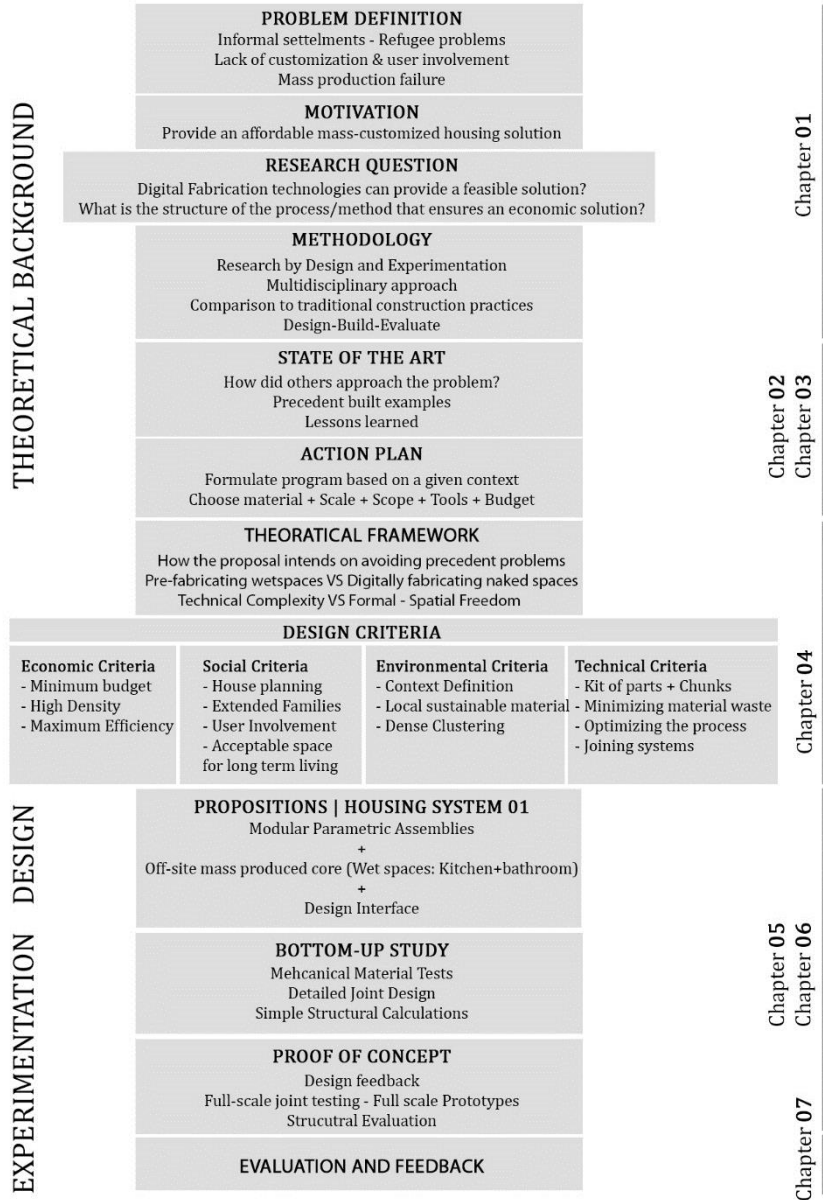 THEORETICAL BACKGROUND
PROBLEM DEFINITION
Informal settelments - Refugee problems
Lack of customization & user involvement
Mass production failure
MOTIVATION
Provide an affordable mass-customized housing solution
RESEARCH QUESTION
Digital Fabrication technologies can provide a feasible solution?
What is the structure of the process/method that ensures an economic solution?
METHODOLOGY
Research by Design and Experimentation
Multidisciplinary approach
Comparison to traditional construction practices
Design-Build-Evaluate
Chapter 01
STATE OF THE ART
How did others approach the problem?
Precedent built examples
Lessons learned
ACTION PLAN
Formulate program based on a given context
Choose material + Scale + Scope + Tools + Budget
Chapter 02
Chapter 03
THEORATICAL FRAMEWORK
How the proposal intends on avoiding precedent problems
Pre-fabricating wetspaces VS Digitally fabricating naked spaces
Technical Complexity VS Formal - Spatial Freedom
DESIGN CRITERIA
Economic Criteria
- Minimum budget
- High Density
- Maximum Efficiency
Social Criteria
- House planning
- Extended Families
- User Involvement
- Acceptable space
for long term living
Environmental Criteria
- Context Definition
- Local sustainable material
- Dense Clustering
Technical Criteria
- Kit of parts + Chunks
- Minimizing material waste
- Optimizing the process
- Joining systems
Chapter 04
DESIGN
PROPOSITIONS | HOUSING SYSTEM 01
Modular Parametric Assemblies
+
Off-site mass produced core (Wet spaces: Kitchen+bathroom)
+
Design Interface
EXPERIMENTATION
BOTTOM-UP STUDY
Mehcanical Material Tests
Detailed Joint Design
Simple Structural Calculations
Chapter 05
Chapter 06
PROOF OF CONCEPT
Design feedback
Full-scale joint testing - Full scale Prototypes
Strucutral Evaluation
EVALUATION AND FEEDBACK
Chapter 07